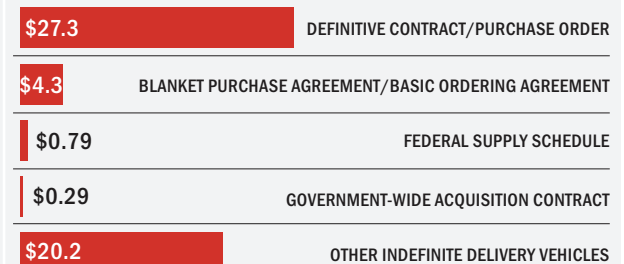 $27.3 DEFINITIVE CONTRACT/PURCHASE ORDER
$4.3 BLANKET PURCHASE AGREEMENT/BASIC ORDERING AGREEMENT
$0.79 FEDERAL SUPPLY SCHEDULE
$0.29 GOVERNMENT-WIDE ACQUISITION CONTRACT
$20.2 OTHER INDEFINITE DELIVERY VEHICLES